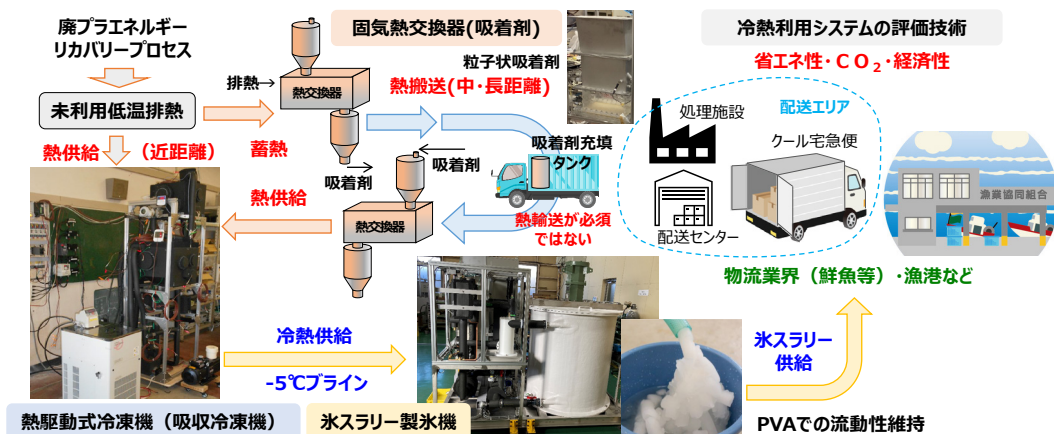 廃プラエネルギー
リカバリープロセス
未利用低温排熱
熱供給 （近距離）
固気熱交換器(吸着剤)
粒子状吸着剤
排熱→
熱交換器
熱搬送(中・長距離)
蓄熱
吸着剤
吸着剤
吸着剤充填
タンク
熱供給
熱交換器
熱輸送が必須
ではない
冷熱利用システムの評価技術
省エネ性・ＣＯ₂・経済性
配送エリア
処理施設
クール宅急便
配送センター
漁業協同組合
物流業界（鮮魚等）・漁港など
冷熱供給
-5℃ブライン
氷スラリー
供給
熱駆動式冷凍機（吸収冷凍機）
氷スラリー製氷機
PVAでの流動性維持